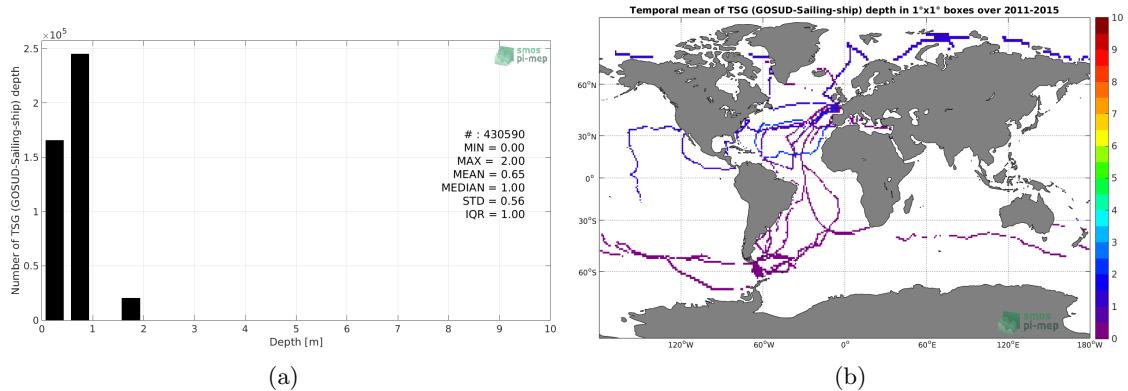 Number of TSG (GOSUD-Sailing-ship) depth
×10⁵
2.5
2
1.5
1
0.5
0
0 1 2 3 4 5 6 7 8 9 10
Depth [m]
smos
pi-mep
# : 430590
MIN = 0.00
MAX = 2.00
MEAN = 0.65
MEDIAN = 1.00
STD = 0.56
IQR = 1.00
(a)
Temporal mean of TSG (GOSUD-Sailing-ship) depth in 1°x1° boxes over 2011-2015
60°N
30°N
0°
30°S
60°S
120°W 60°W 0° 60°E 120°E 180°W
smos
pi-mep
10
9
8
7
6
5
4
3
2
1
0
(b)